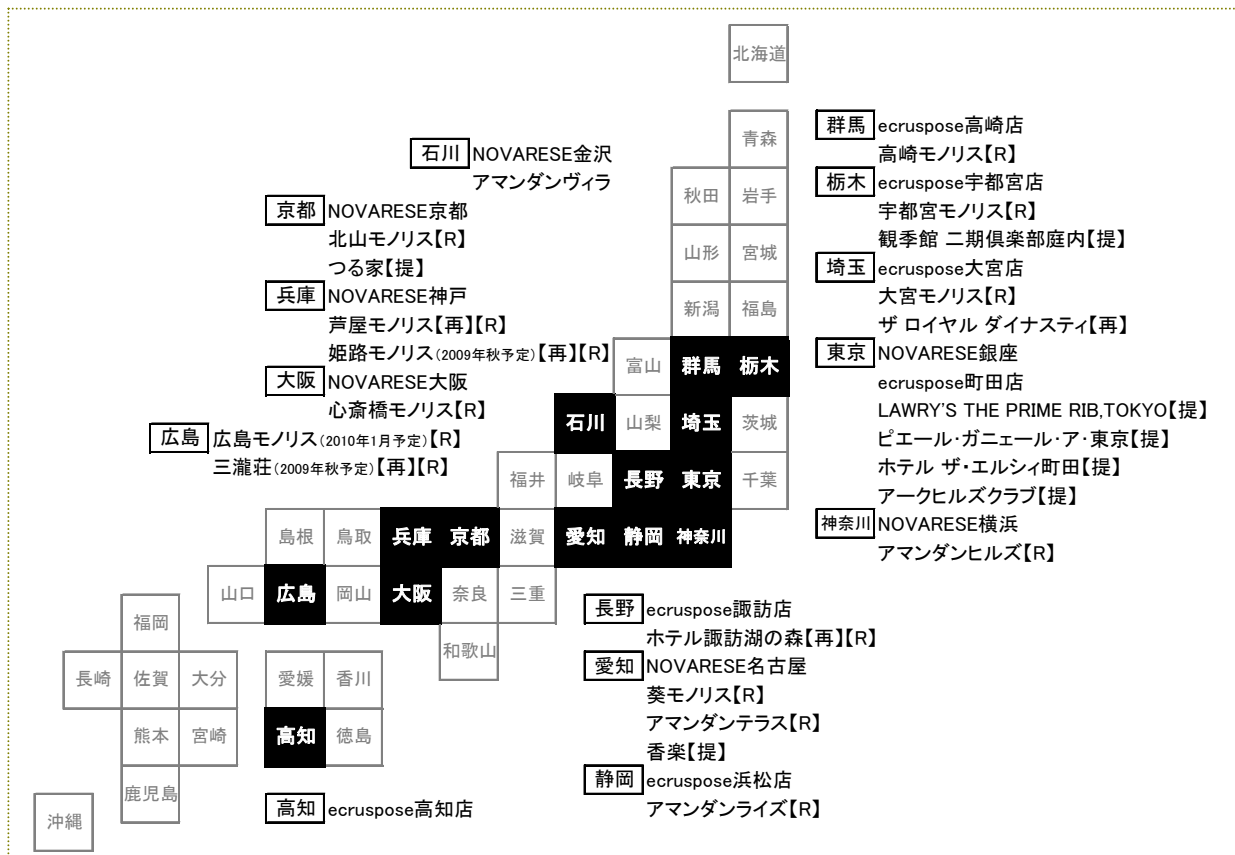 北海道
青森
秋田 岩手
山形 宮城
新潟 福島
富山 群馬 栃木
石川 山梨 埼玉 茨城
福井 岐阜 長野 東京 千葉
島根 鳥取 兵庫 京都 滋賀 愛知 静岡 神奈川
山口 広島 岡山 大阪 奈良 三重
和歌山
福岡
長崎 佐賀 大分
熊本 宮崎
鹿児島
沖縄
愛媛 香川
高知 徳島
石川 NOVARESE金沢
アマンダンヴィラ
京都 NOVARESE京都
北山モノリス【R】
つる家【提】
兵庫 NOVARESE神戸
芦屋モノリス【再】【R】
姫路モノリス(2009年秋予定)【再】【R】
大阪 NOVARESE大阪
心斎橋モノリス【R】
広島 広島モノリス(2010年1月予定)【R】
三瀧荘(2009年秋予定)【再】【R】
群馬 ecruspose高崎店
高崎モノリス【R】
栃木 ecruspose宇都宮店
宇都宮モノリス【R】
観季館 二期倶楽部庭内【提】
埼玉 ecruspose大宮店
大宮モノリス【R】
ザ ロイヤル ダイナスティ【再】
東京 NOVARESE銀座
ecruspose町田店
LAWRY'S THE PRIME RIB,TOKYO【提】
ピエール・ガニェール・ア・東京【提】
ホテル ザ・エルシィ町田【提】
アークヒルズクラブ【提】
神奈川 NOVARESE横浜
アマンダンヒルズ【R】
長野 ecruspose諏訪店
ホテル諏訪湖の森【再】【R】
愛知 NOVARESE名古屋
葵モノリス【R】
アマンダンテラス【R】
香楽【提】
静岡 ecruspose浜松店
アマンダンライズ【R】
高知 ecruspose高知店